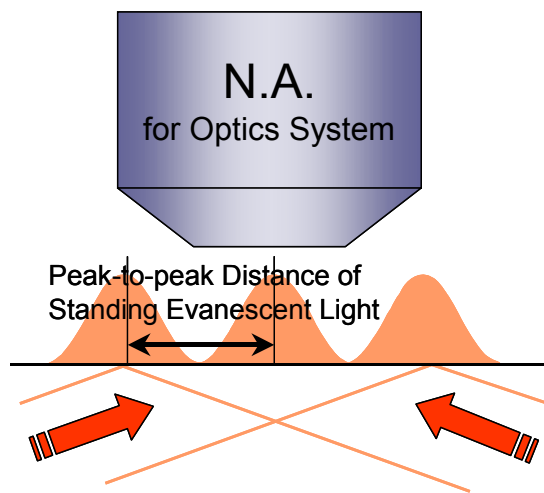 N.A.
for Optics System
Peak-to-peak Distance of
Standing Evanescent Light